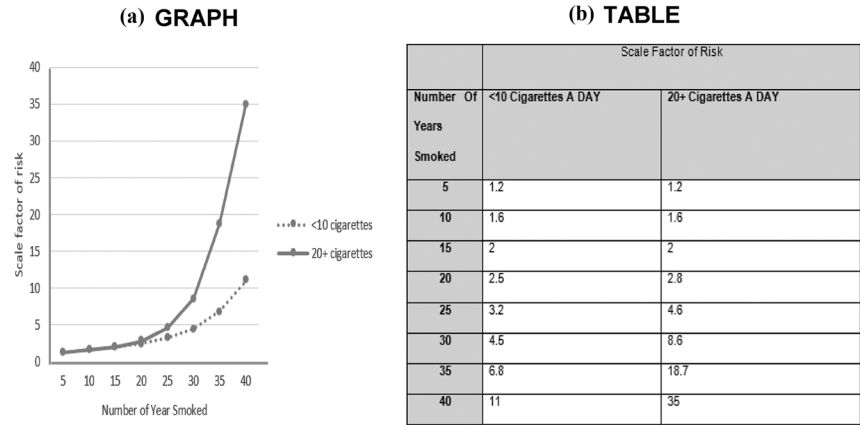 (a) GRAPH
40
35
30
25
20
15
10
5
0
Scale factor of risk
5 10 15 20 25 30 35 40
Number of Year Smoked
<10 cigarettes
20+ cigarettes
(b) TABLE
Scale Factor of Risk
Number Of Years Smoked <10 Cigarettes A DAY 20+ Cigarettes A DAY
5 1.2 1.2
10 1.6 1.6
15 2 2
20 2.5 2.8
25 3.2 4.6
30 4.5 8.6
35 6.8 18.7
40 11 35